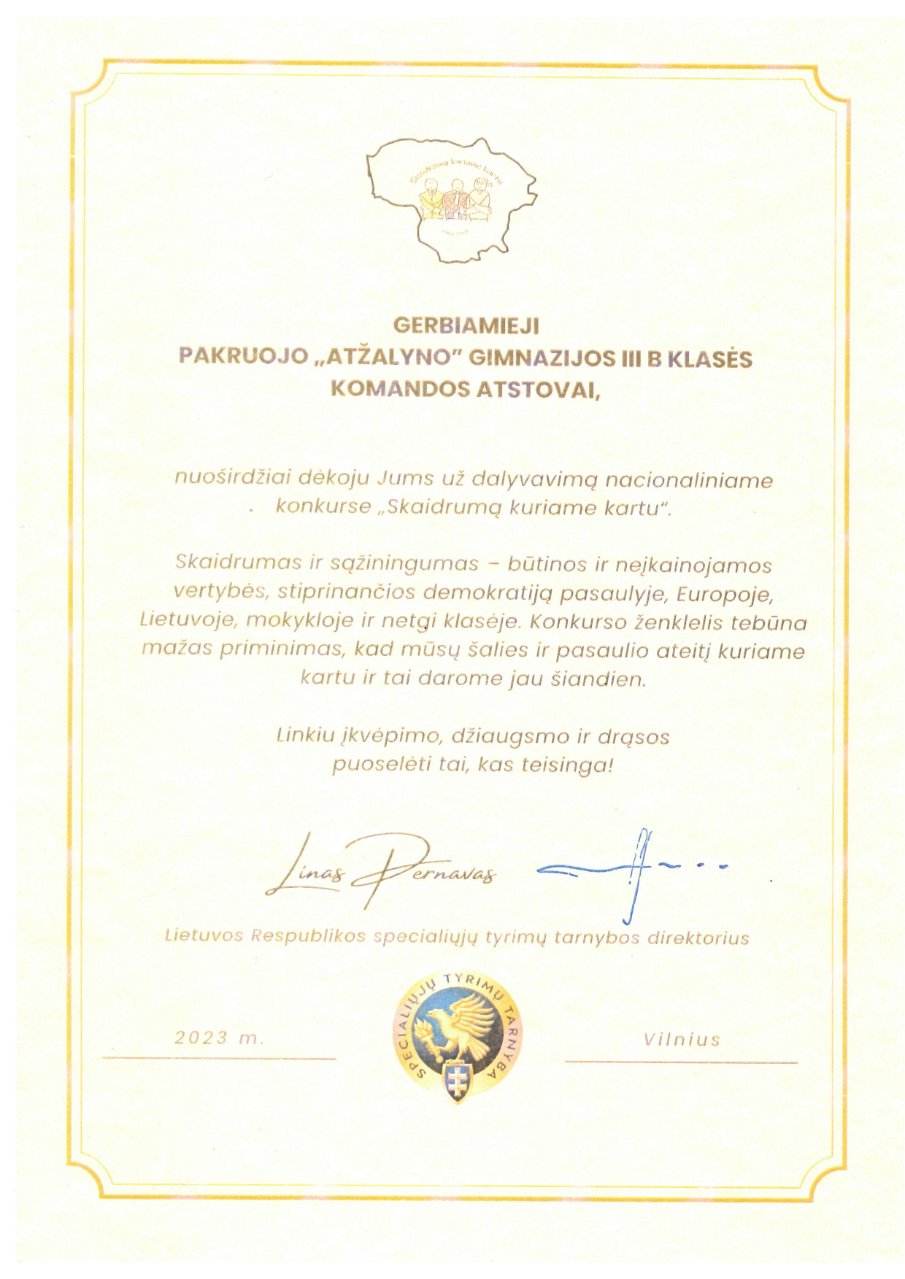 Skaidrumą kuriame kartu
GERBIAMIEJI
PAKRUOJO „ATŽALYNO” GIMNAZIJOS III B KLASĖS
KOMANDOS ATSTOVAI,
nuoširdžiai dėkoju Jums už dalyvavimą nacionaliniame
konkurse „Skaidrumą kuriame kartu“.
Skaidrumas ir sąžiningumas – būtinos ir neįkainojamos
vertybės, stiprinančios demokratiją pasaulyje, Europoje,
Lietuvoje, mokykloje ir netgi klasėje. Konkurso ženklelis tebūna
mažas priminimas, kad mūsų šalies ir pasaulio ateitį kuriame
kartu ir tai darome jau šiandien.
Linkiu įkvėpimo, džiaugsmo ir drąsos
puoselėti tai, kas teisinga!
Linas Pernavas
Lietuvos Respublikos specialiųjų tyrimų tarnybos direktorius
SPECIALIŲJŲ TYRIMŲ TARNYBA
2023 m.
Vilnius